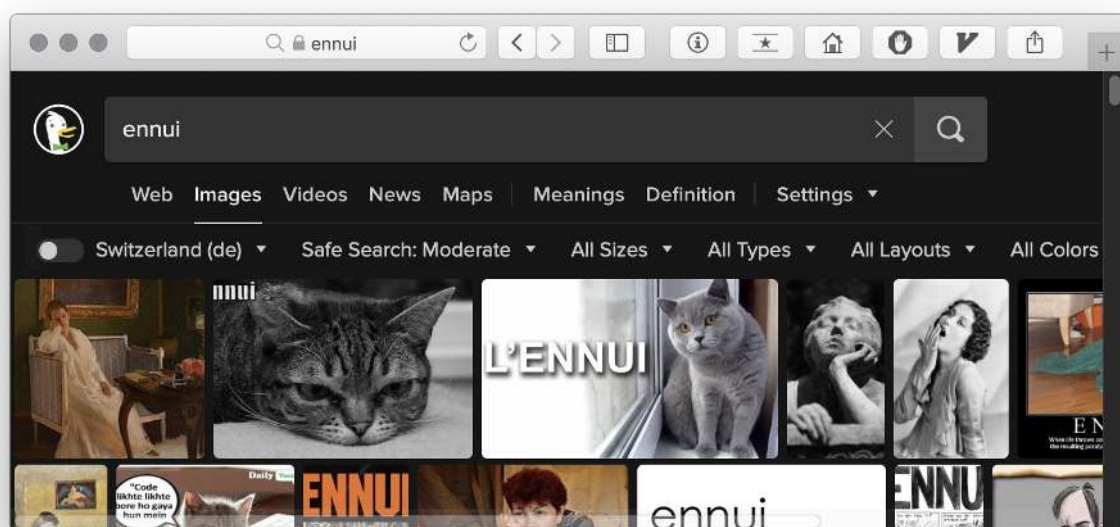 ennui
ennui
Web Images Videos News Maps Meanings Definition Settings
Switzerland (de) Safe Search: Moderate All Sizes All Types All Layouts All Colors
nnui
L'ENNUI
E N
Daily
"Code
likhte likhte
bore ho gaya
hun mein
ENNUI
ennui
ENNU